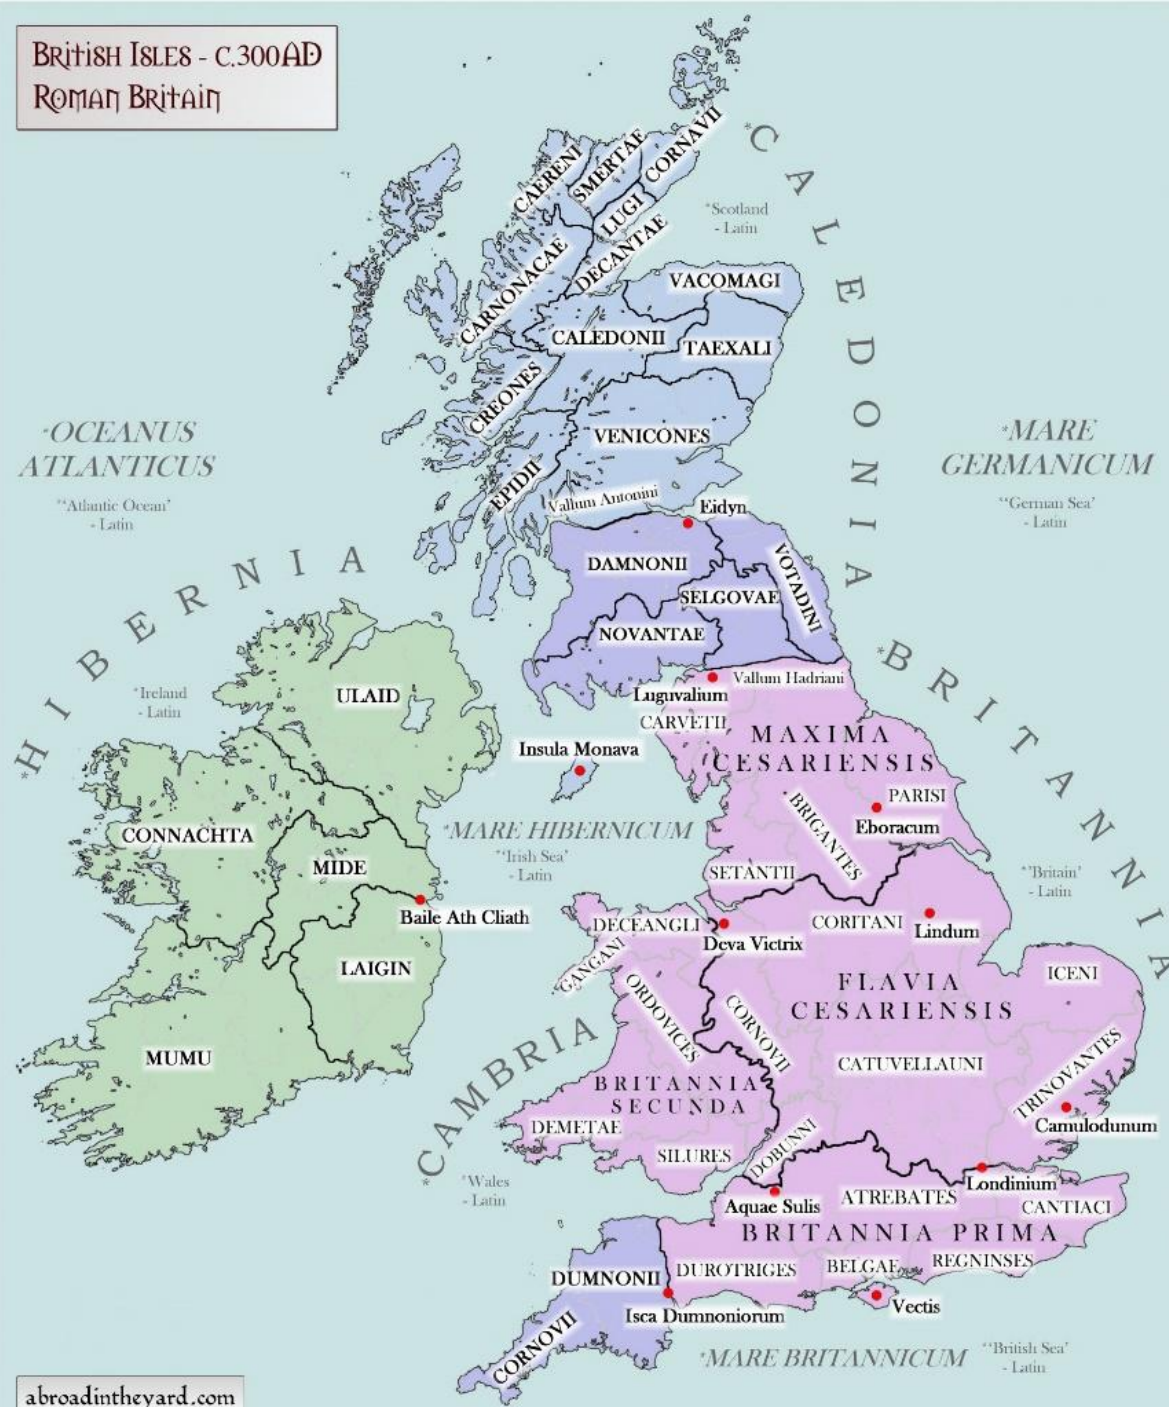 BRITISH ISLES - C.300AD
ROMAN BRITAIN
*CALEDONIA
*Scotland
- Latin
CAERENI
SMERTAE
CORNAVII
LUGI
DECANTAE
CARNONACAE
VACOMAGI
CALEDONII
TAEXALI
CREONES
VENICONES
EPIDII
*OCEANUS
ATLANTICUS
*'Atlantic Ocean'
- Latin
*MARE
GERMANICUM
*'German Sea'
- Latin
Vallum Antonini
Eidyn
DAMNONII
VOTADINI
SELGOVAE
NOVANTAE
*HIBERNIA
*Ireland
- Latin
ULAID
Luguvalium
Vallum Hadriani
CARVETII
*BRITANNIA
*'Britain'
- Latin
Insula Monava
MAXIMA
CESARIENSIS
PARISI
Eboracum
BRIGANTES
SETANTII
CONNACHTA
MIDE
*MARE HIBERNICUM
*'Irish Sea'
- Latin
Baile Ath Cliath
LAIGIN
MUMU
DECEANGLI
GANGANI
Deva Victrix
CORITANI
Lindum
ORDOVICES
CORNOVII
FLAVIA
CESARIENSIS
ICENI
CATUVELLAUNI
TRINOVANTES
Camulodunum
*CAMBRIA
*Wales
- Latin
BRITANNIA
SECUNDA
DEMETAE
SILURES
DOBUNNI
Londinium
Aquae Sulis
ATREBATES
CANTIACI
BRITANNIA PRIMA
DUMNONII
DUROTRIGES
BELGAE
REGNINSES
Isca Dumnoniorum
Vectis
CORNOVII
*MARE BRITANNICUM
*'British Sea'
- Latin
abroadintheyard.com